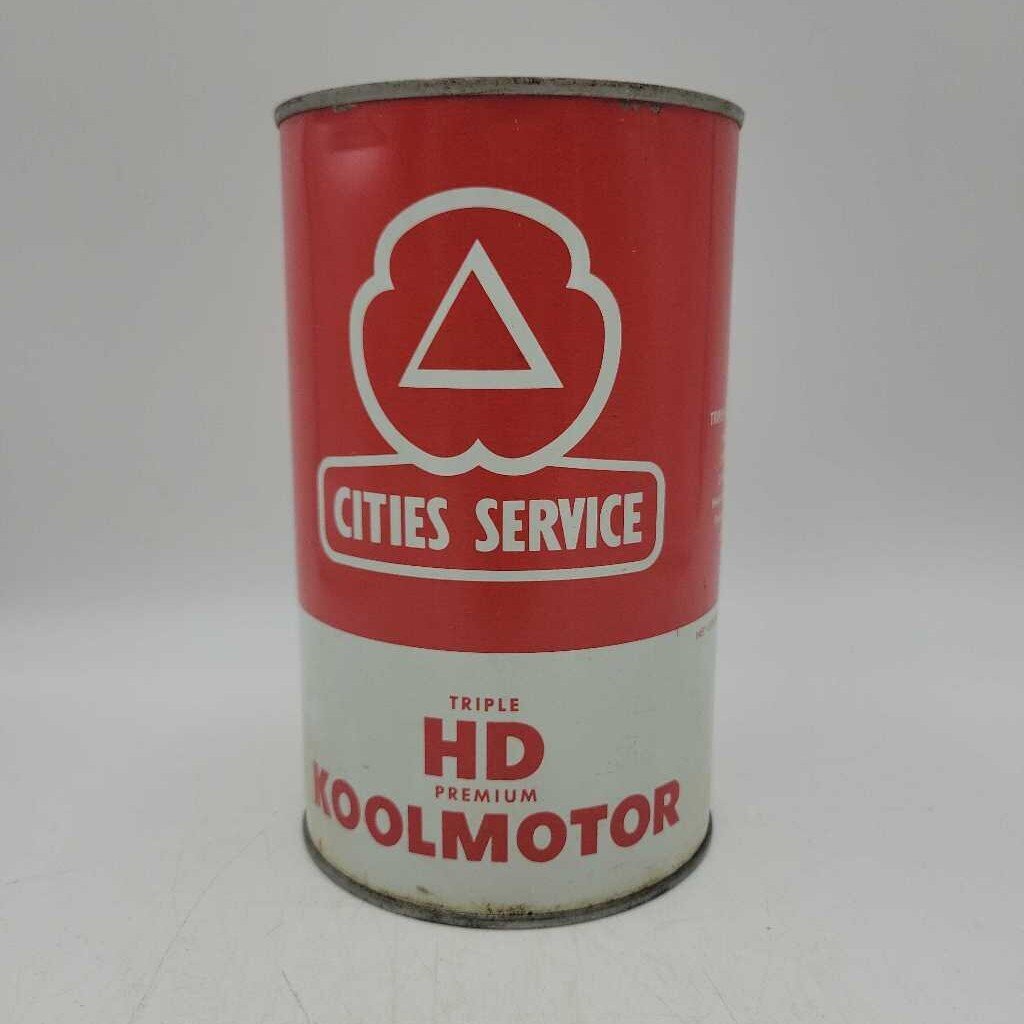 CITIES SERVICE
TRIPLE
HD
PREMIUM
KOOLMOTOR